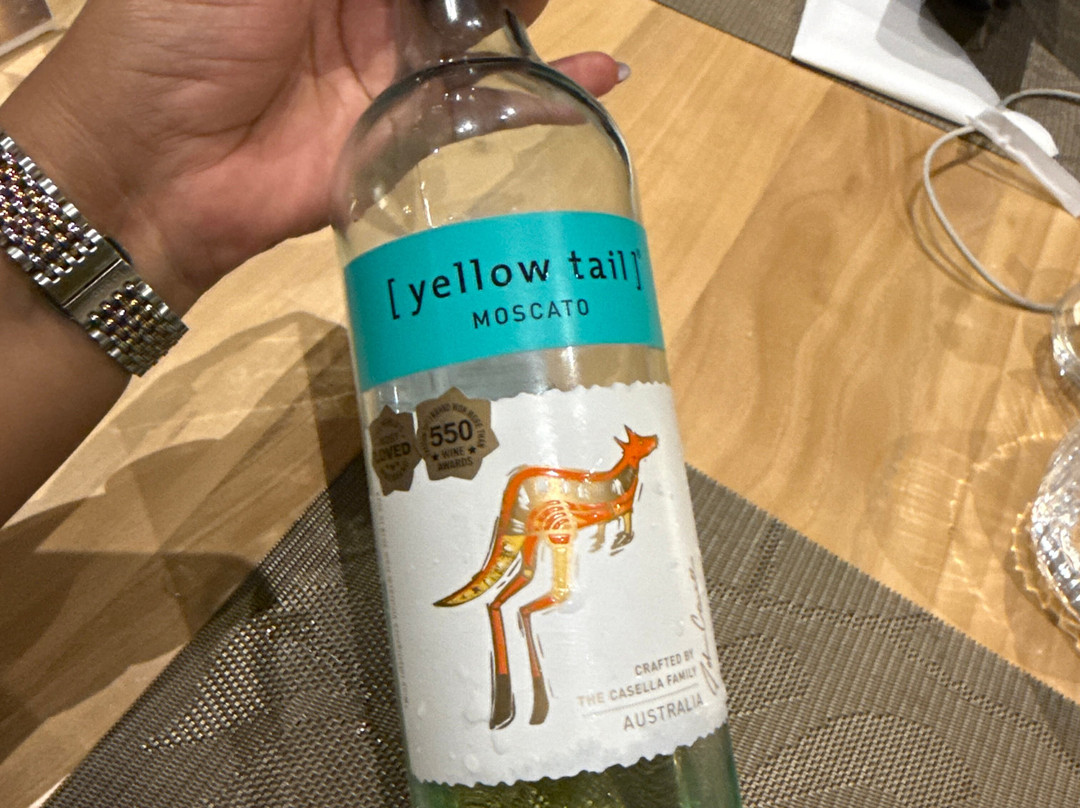 [ yellow tail ]
MOSCATO
LOVED
550
WINE
AWARDS
CRAFTED BY
THE CASELLA FAMILY
AUSTRALIA